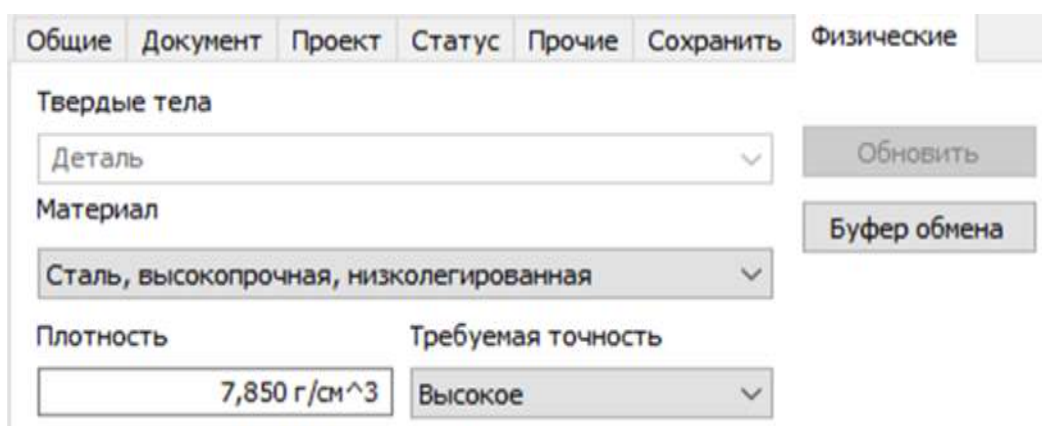 Общие Документ Проект Статус Прочие Сохранить Физические
Твердые тела
Деталь
Обновить
Материал
Буфер обмена
Сталь, высокопрочная, низколегированная
Плотность Требуемая точность
7,850 г/см^3 Высокое